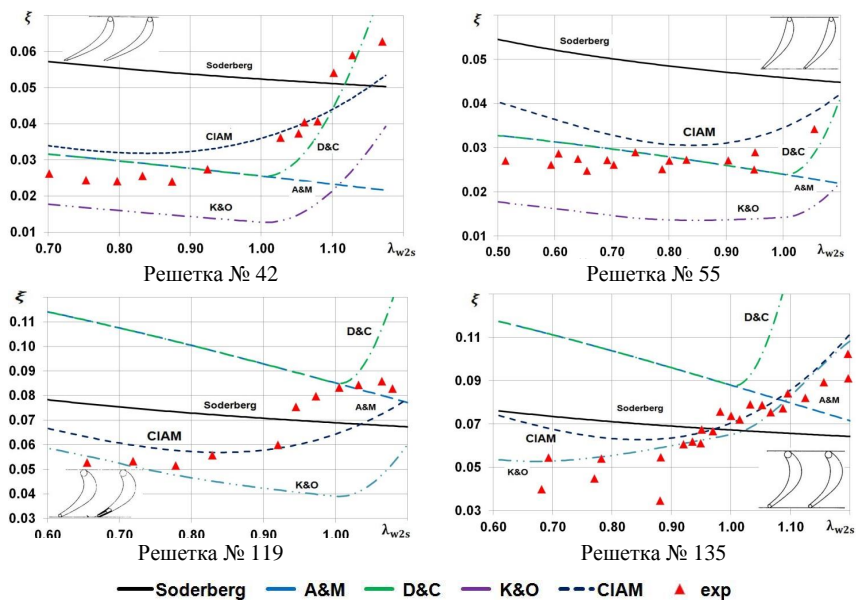 ξ
0.07
0.06
0.05
0.04
0.03
0.02
0.01
Soderberg
CIAM
D&C
A&M
K&O
0.70 0.80 0.90 1.00 1.10 λw2s
Решетка № 42
ξ
0.05
0.04
0.03
0.02
0.01
Soderberg
CIAM
D&C
A&M
K&O
0.50 0.60 0.70 0.80 0.90 1.00 λw2s
Решетка № 55
ξ
0.11
0.10
0.09
0.08
0.07
0.06
0.05
0.04
0.03
D&C
A&M
Soderberg
CIAM
K&O
0.60 0.70 0.80 0.90 1.00 λw2s
Решетка № 119
ξ
0.11
0.09
0.07
0.05
0.03
D&C
A&M
Soderberg
CIAM
K&O
0.60 0.70 0.80 0.90 1.00 1.10 λw2s
Решетка № 135
Soderberg A&M D&C K&O CIAM exp